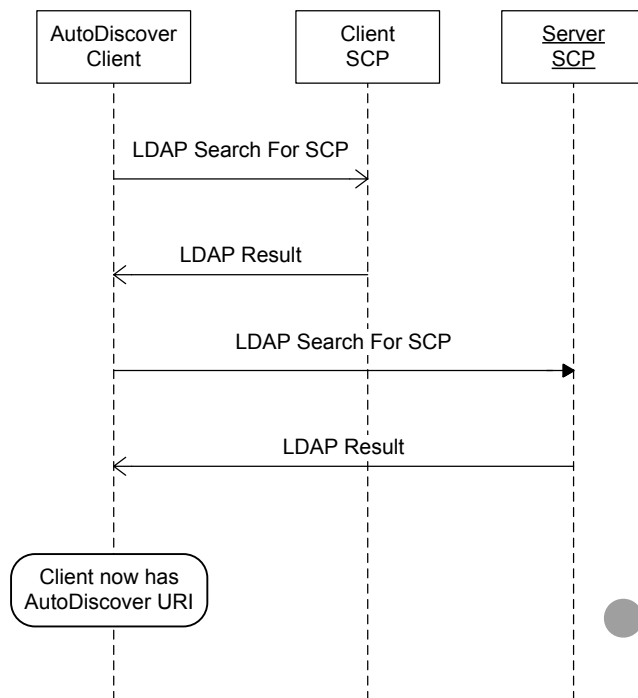 AutoDiscover
Client
Client
SCP
Server
SCP
LDAP Search For SCP
LDAP Result
LDAP Search For SCP
LDAP Result
Client now has
AutoDiscover URI